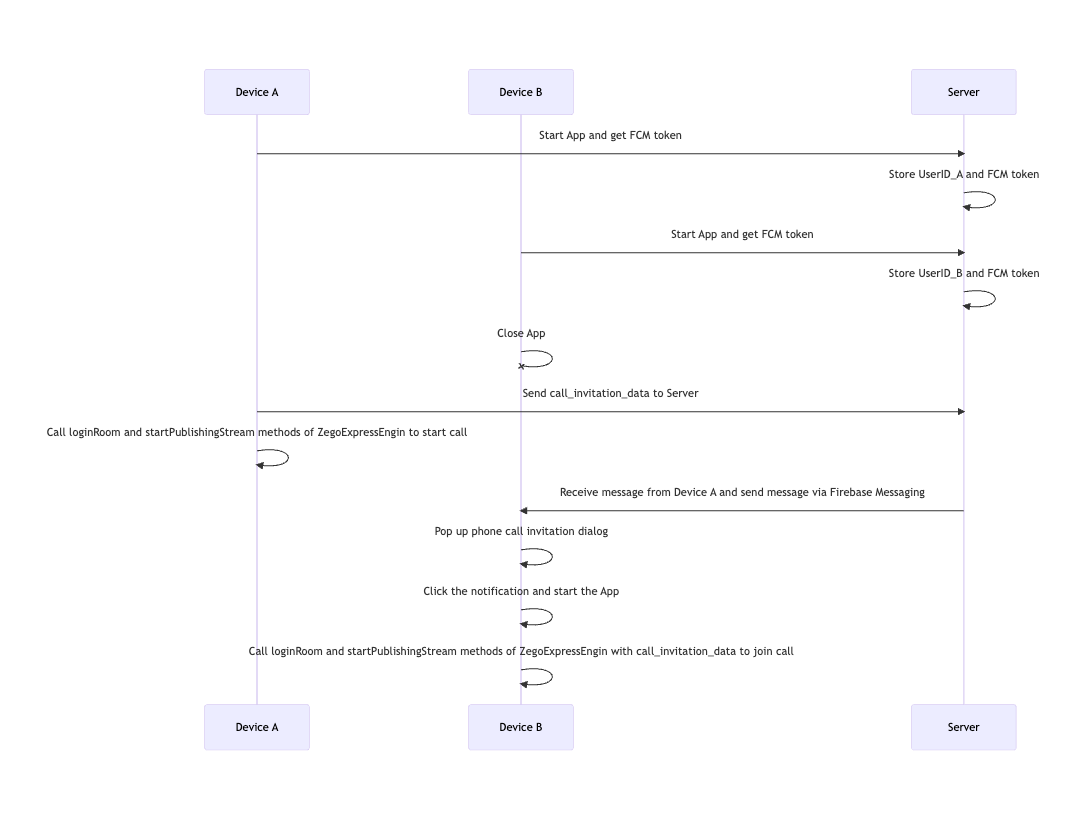 Device A
Device B
Server
Start App and get FCM token
Store UserID_A and FCM token
Start App and get FCM token
Store UserID_B and FCM token
Close App
Send call_invitation_data to Server
Call loginRoom and startPublishingStream methods of ZegoExpressEngin to start call
Receive message from Device A and send message via Firebase Messaging
Pop up phone call invitation dialog
Click the notification and start the App
Call loginRoom and startPublishingStream methods of ZegoExpressEngin with call_invitation_data to join call
Device A
Device B
Server